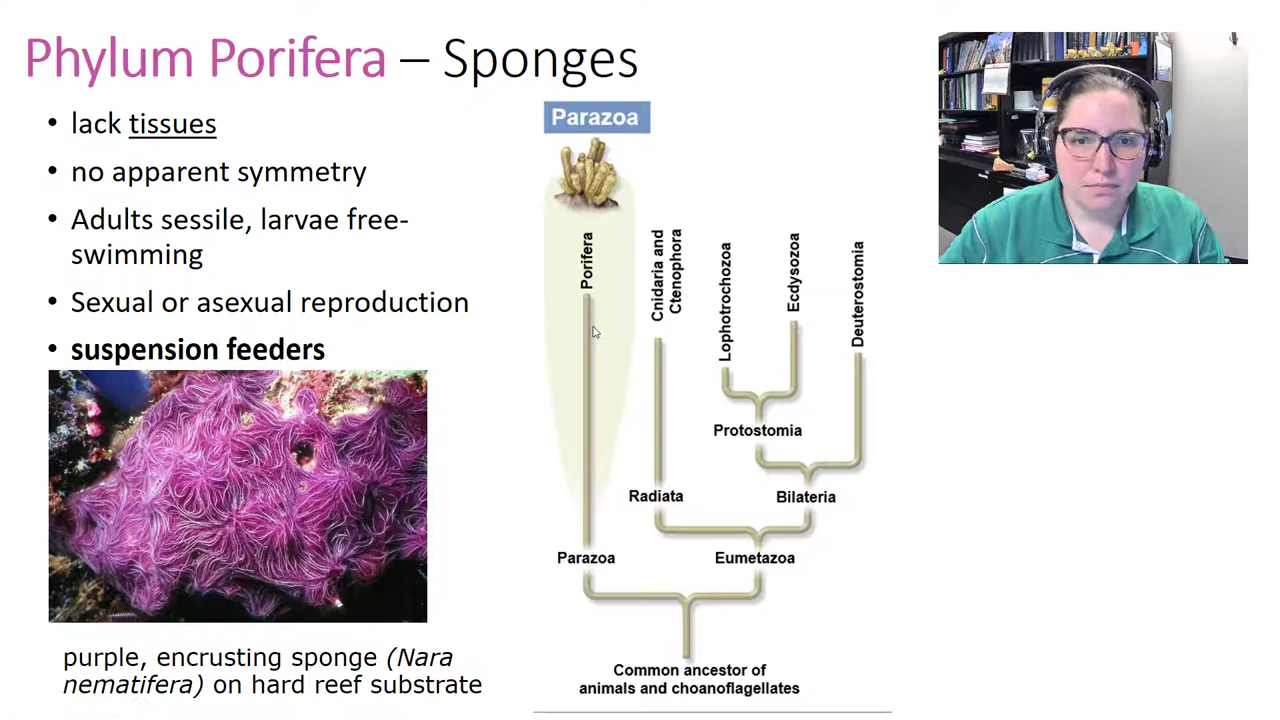 Phylum Porifera – Sponges
• lack tissues
• no apparent symmetry
• Adults sessile, larvae free-
swimming
• Sexual or asexual reproduction
• suspension feeders
purple, encrusting sponge (Nara
nematifera) on hard reef substrate
Parazoa
Porifera
Cnidaria and
Ctenophora
Lophotrochozoa
Ecdysozoa
Deuterostomia
Protostomia
Radiata
Bilateria
Parazoa
Eumetazoa
Common ancestor of
animals and choanoflagellates